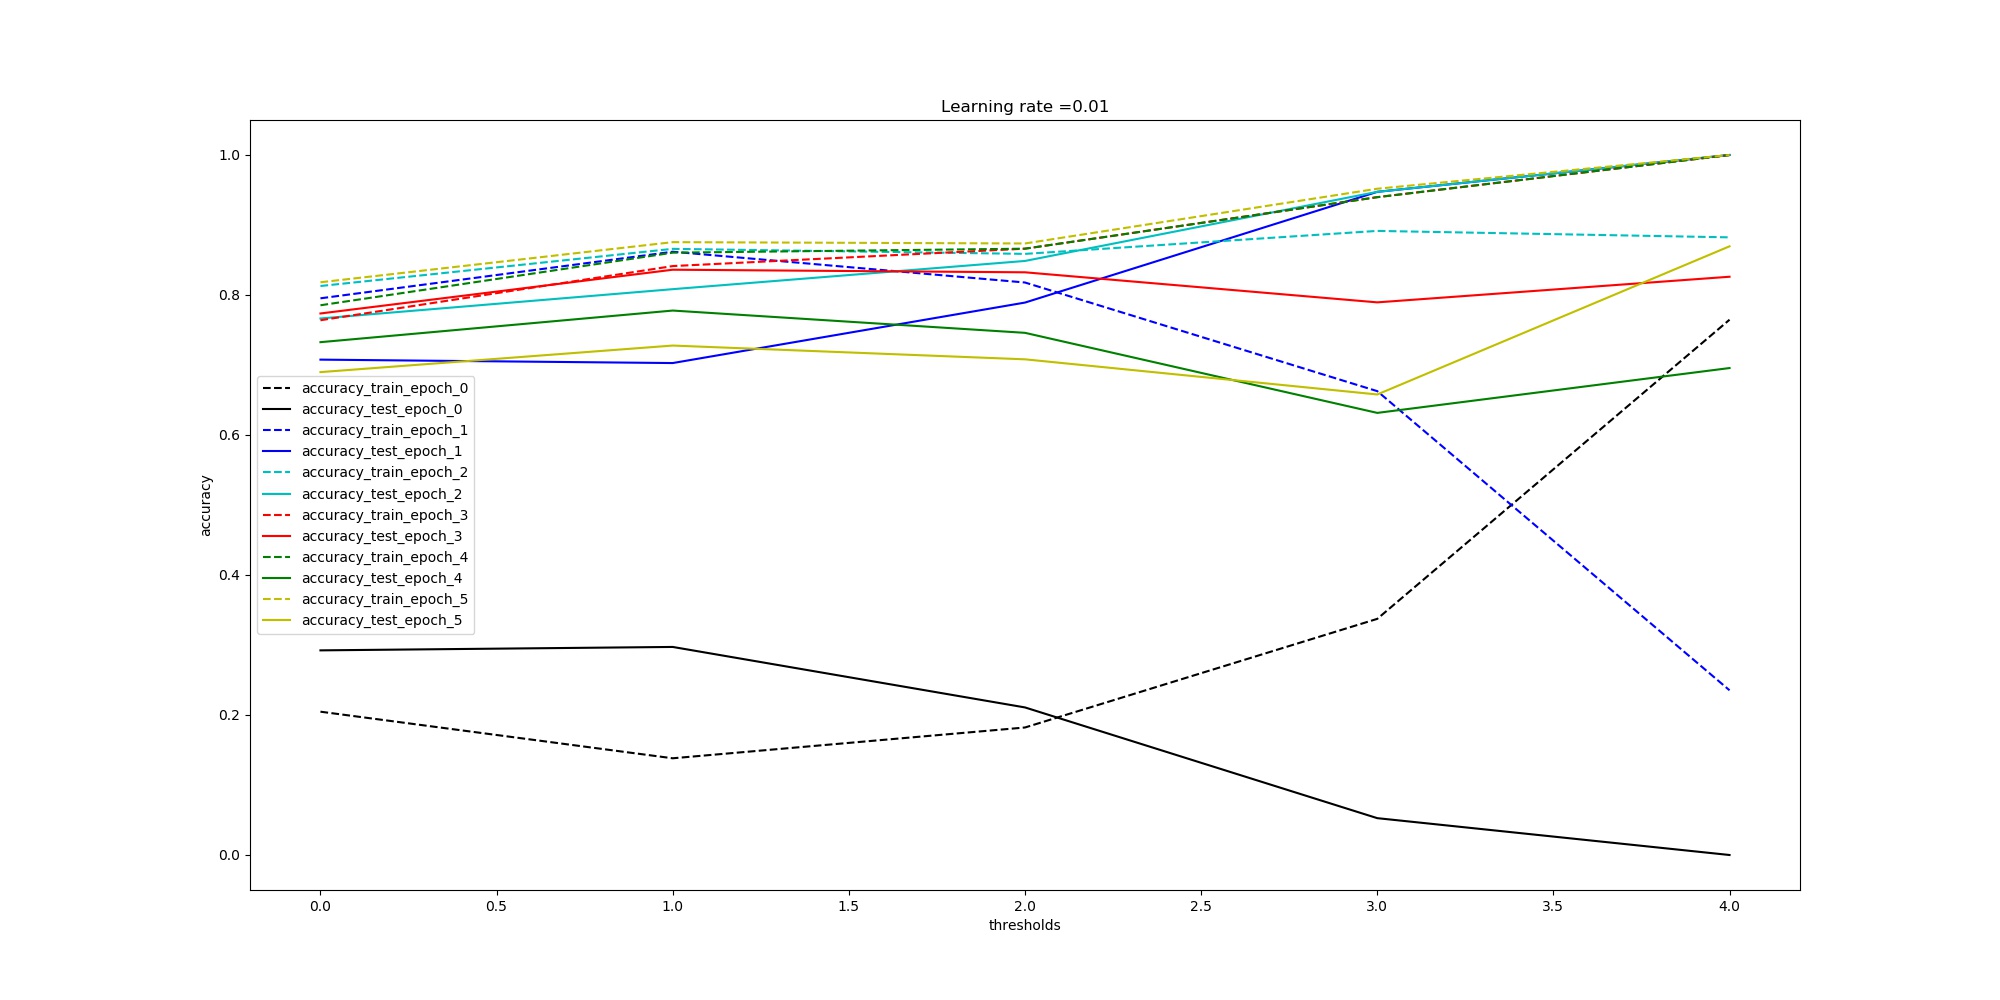 Learning rate =0.01
1.0
0.8
0.6
0.4
0.2
0.0
accuracy
accuracy_train_epoch_0
accuracy_test_epoch_0
accuracy_train_epoch_1
accuracy_test_epoch_1
accuracy_train_epoch_2
accuracy_test_epoch_2
accuracy_train_epoch_3
accuracy_test_epoch_3
accuracy_train_epoch_4
accuracy_test_epoch_4
accuracy_train_epoch_5
accuracy_test_epoch_5
0.0 0.5 1.0 1.5 2.0 2.5 3.0 3.5 4.0
thresholds